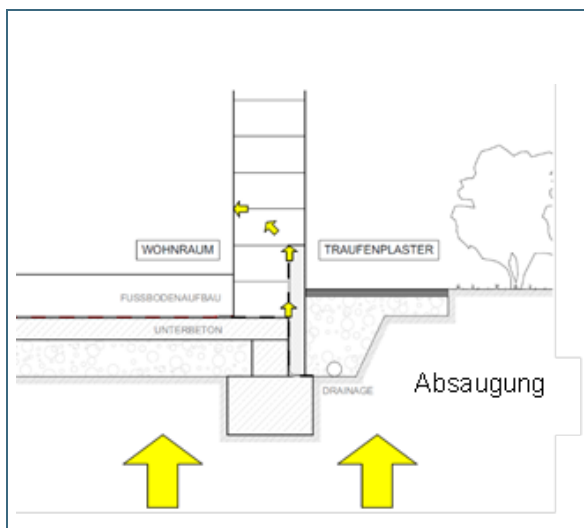 WOHNRAUM
TRAUFENPLASTER
FUSSBODENAUFBAU
UNTERBETON
DRAINAGE
Absaugung